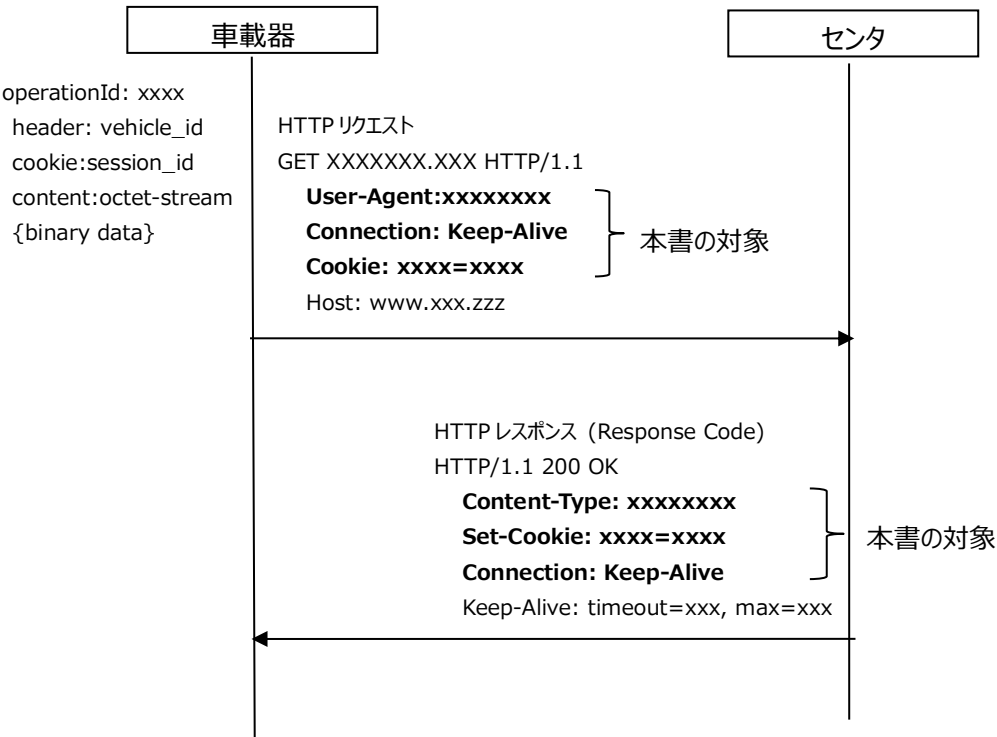 車載器
センタ
operationId: xxxx
header: vehicle_id
cookie:session_id
content:octet-stream
{binary data}
HTTP リクエスト
GET XXXXXXX.XXX HTTP/1.1
User-Agent:xxxxxxxx
Connection: Keep-Alive
Cookie: xxxx=xxxx
本書の対象
Host: www.xxx.zzz
HTTP レスポンス (Response Code)
HTTP/1.1 200 OK
Content-Type: xxxxxxxx
Set-Cookie: xxxx=xxxx
Connection: Keep-Alive
本書の対象
Keep-Alive: timeout=xxx, max=xxx